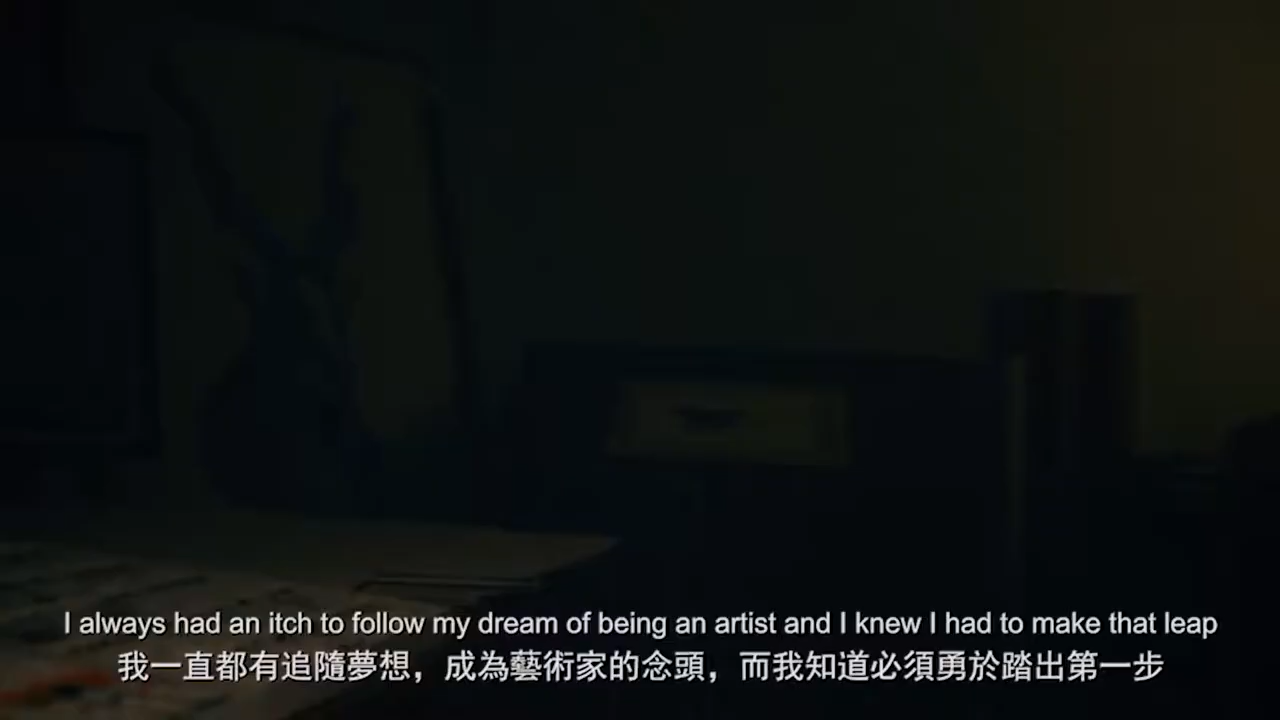 I always had an itch to follow my dream of being an artist and I knew I had to make that leap
我一直都有追隨夢想，成為藝術家的念頭，而我知道必須勇於踏出第一步